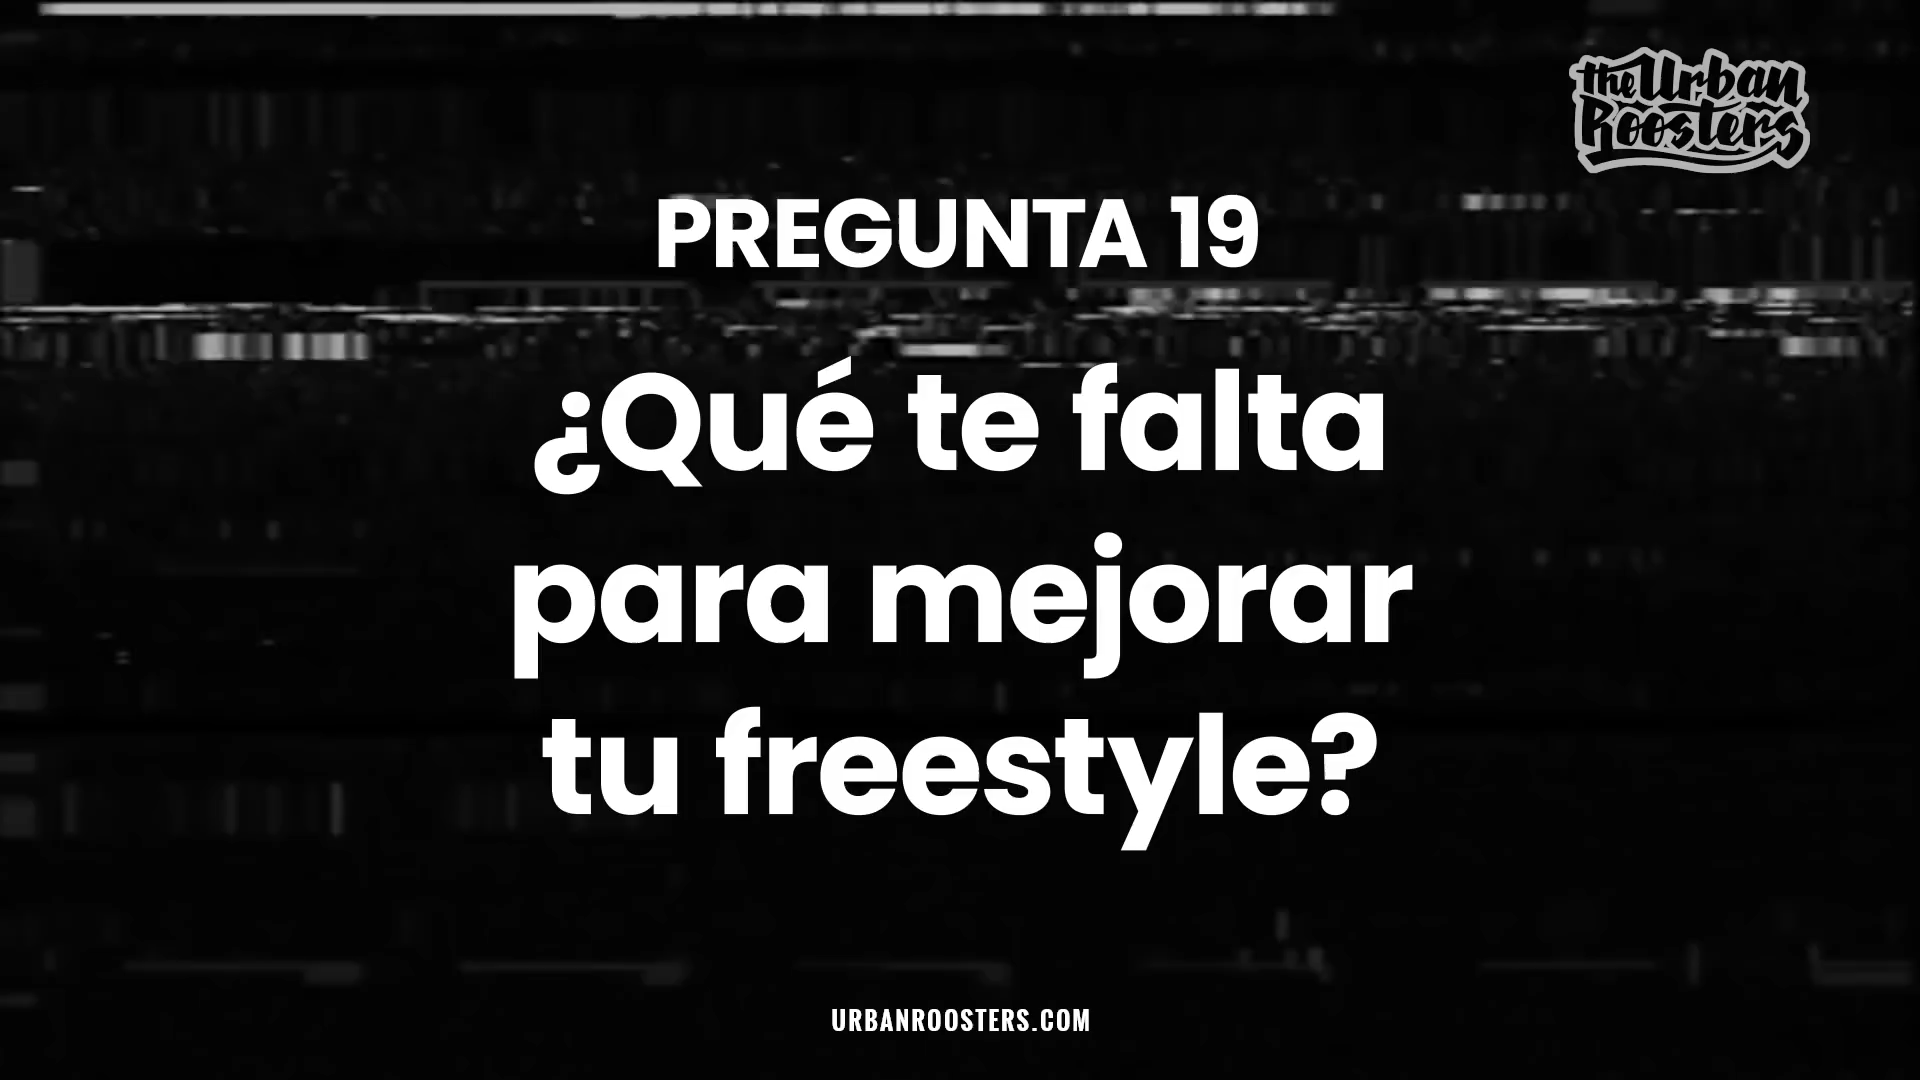 the Urban
Roosters
PREGUNTA 19
¿Qué te falta
para mejorar
tu freestyle?
URBANROOSTERS.COM